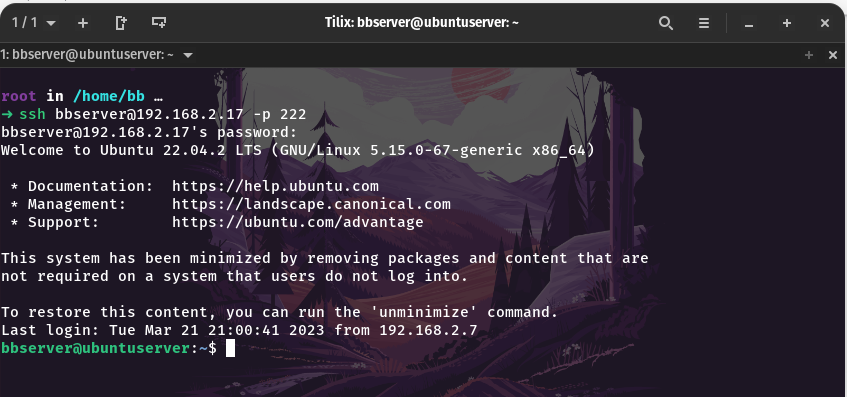 1 / 1
Tilix: bbserver@ubuntuserver: ~
1: bbserver@ubuntuserver: ~
root in /home/bb …
➜ ssh bbserver@192.168.2.17 -p 222
bbserver@192.168.2.17's password:
Welcome to Ubuntu 22.04.2 LTS (GNU/Linux 5.15.0-67-generic x86_64)
* Documentation:  https://help.ubuntu.com
* Management:     https://landscape.canonical.com
* Support:        https://ubuntu.com/advantage
This system has been minimized by removing packages and content that are
not required on a system that users do not log into.
To restore this content, you can run the 'unminimize' command.
Last login: Tue Mar 21 21:00:41 2023 from 192.168.2.7
bbserver@ubuntuserver:~$